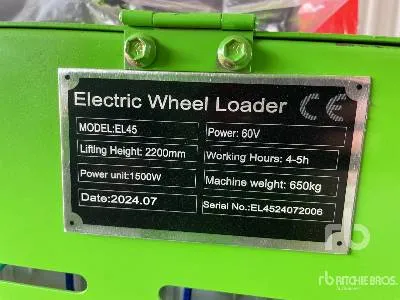 Electric Wheel Loader CE
MODEL:EL45
Power: 60V
Lifting Height: 2200mm
Working Hours: 4-5h
Power unit:1500W
Machine weight: 650kg
Date:2024.07
Serial No.:EL4524072006
rb
rb RITCHIE BROS.